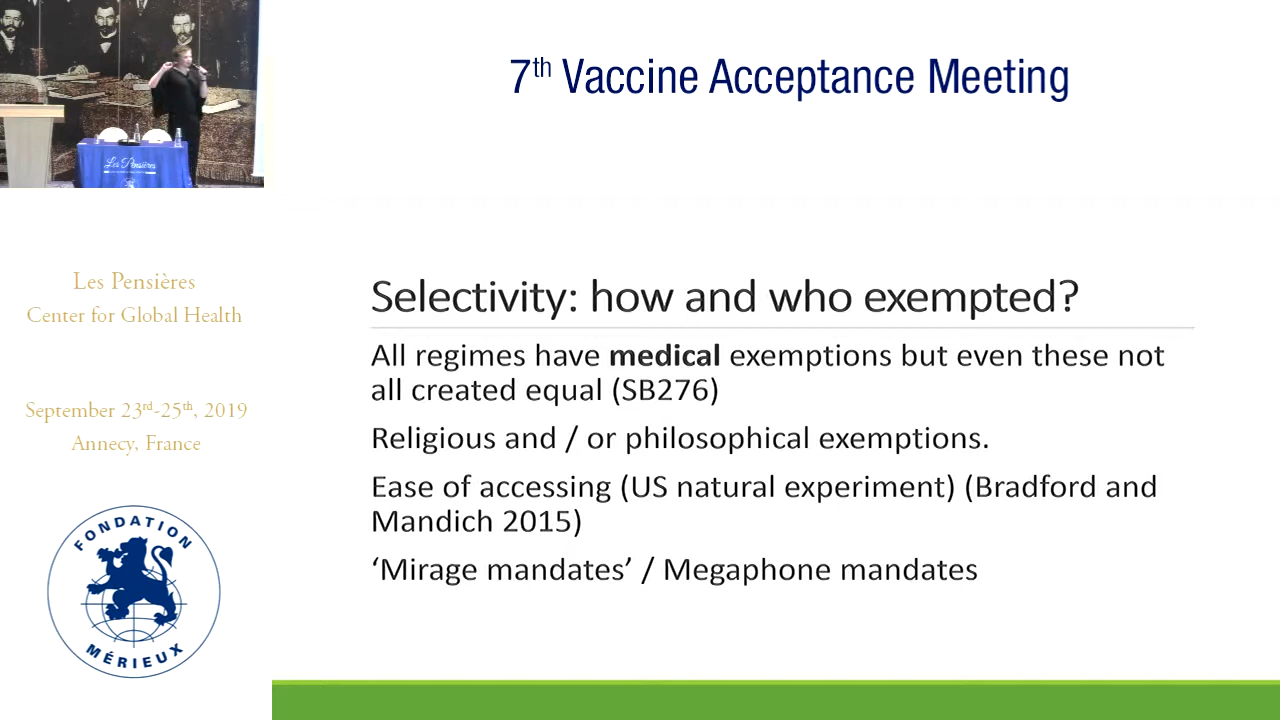 7th Vaccine Acceptance Meeting
Les Pensières
Les Pensières
Center for Global Health
September 23rd-25th, 2019
Annecy, France
FONDATION
MÉRIEUX
Selectivity: how and who exempted?
All regimes have medical exemptions but even these not
all created equal (SB276)
Religious and / or philosophical exemptions.
Ease of accessing (US natural experiment) (Bradford and
Mandich 2015)
‘Mirage mandates’ / Megaphone mandates